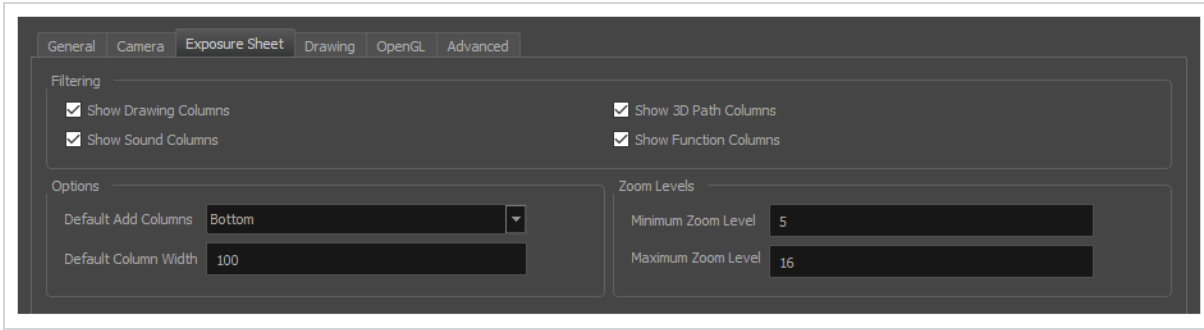 General Camera Exposure Sheet Drawing OpenGL Advanced
Filtering
Show Drawing Columns Show 3D Path Columns
Show Sound Columns Show Function Columns
Options Zoom Levels
Default Add Columns Bottom Minimum Zoom Level 5
Default Column Width 100 Maximum Zoom Level 16